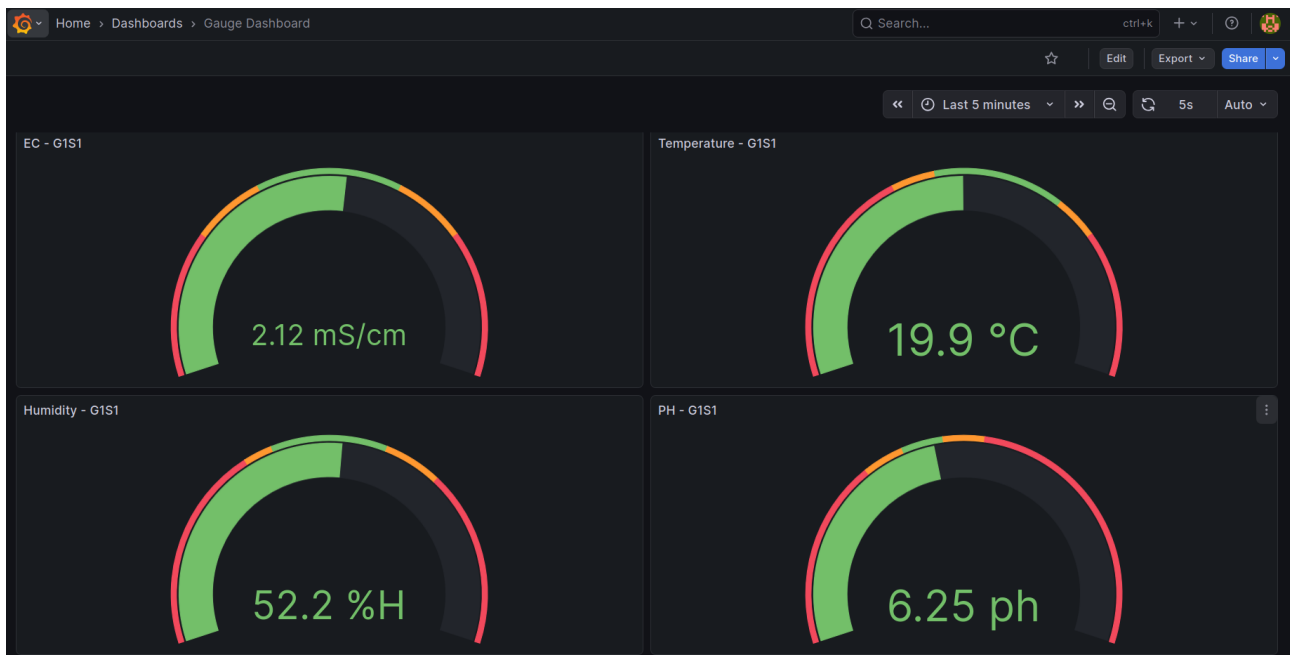 Home › Dashboards › Gauge Dashboard
Search...
ctrl+k
Edit
Export
Share
Last 5 minutes
5s
Auto
EC - G1S1
2.12 mS/cm
Temperature - G1S1
19.9 °C
Humidity - G1S1
52.2 %H
PH - G1S1
6.25 ph